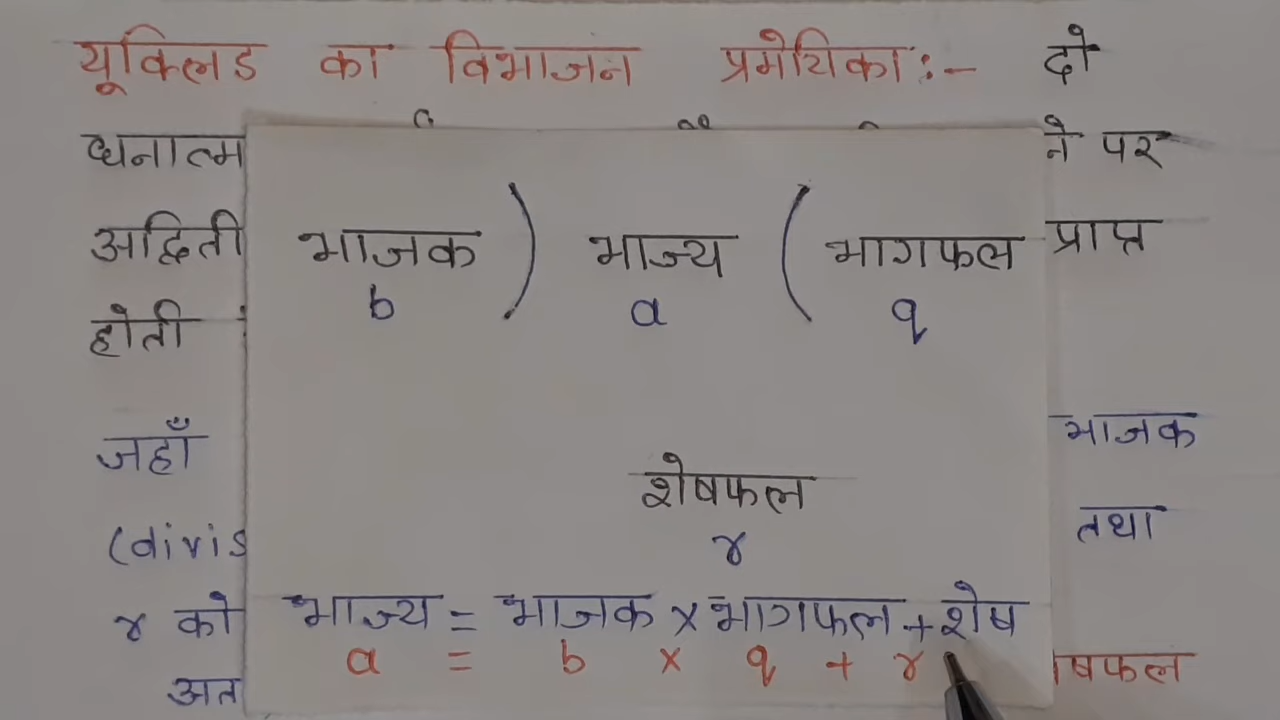 यूक्लिड का विभाजन प्रमेयिका :- दो
धनात्म ने पर
अद्विती प्राप्त
होती
भाजक ) भाज्य ( भागफल
b a q
जहाँ भाजक
शेषफल
(divis r तथा
r को भाज्य = भाजक × भागफल + शेष
a = b × q + r षफल
अत